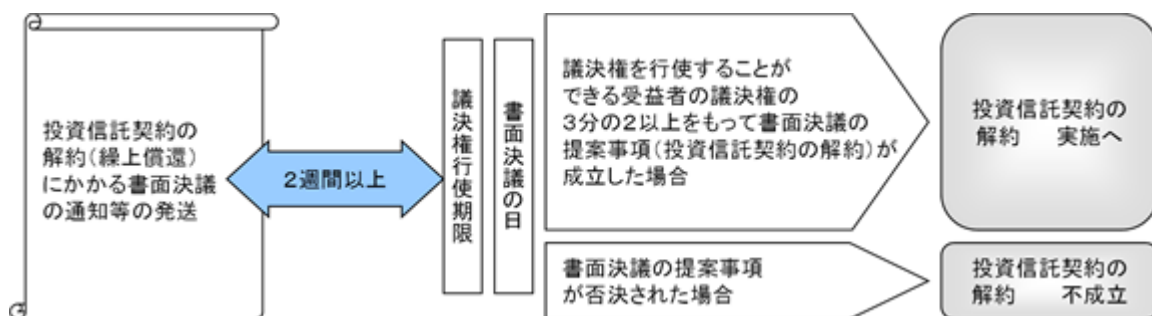 投資信託契約の
解約(繰上償還)
にかかる書面決議
の通知等の発送
２週間以上
議決権行使期限
書面決議の日
議決権を行使することが
できる受益者の議決権の
３分の２以上をもって書面決議の
提案事項(投資信託契約の解約)が
成立した場合
投資信託契約の
解約　　実施へ
書面決議の提案事項
が否決された場合
投資信託契約の
解約　　不成立